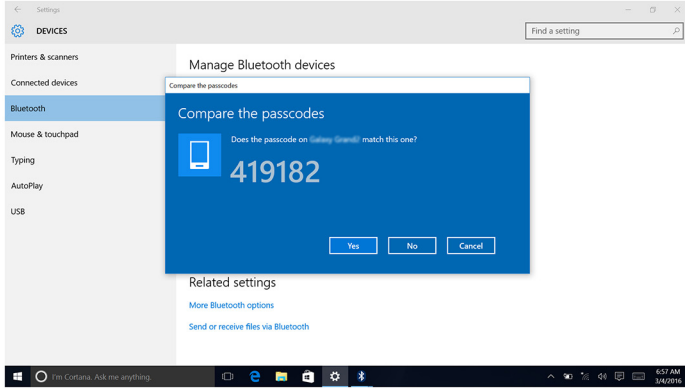 Settings
DEVICES
Find a setting
Printers & scanners
Connected devices
Bluetooth
Mouse & touchpad
Typing
AutoPlay
USB
Manage Bluetooth devices
Compare the passcodes
Compare the passcodes
Does the passcode on match this one?
419182
Yes No Cancel
Related settings
More Bluetooth options
Send or receive files via Bluetooth
I'm Cortana. Ask me anything.
6:57 AM
3/4/2016